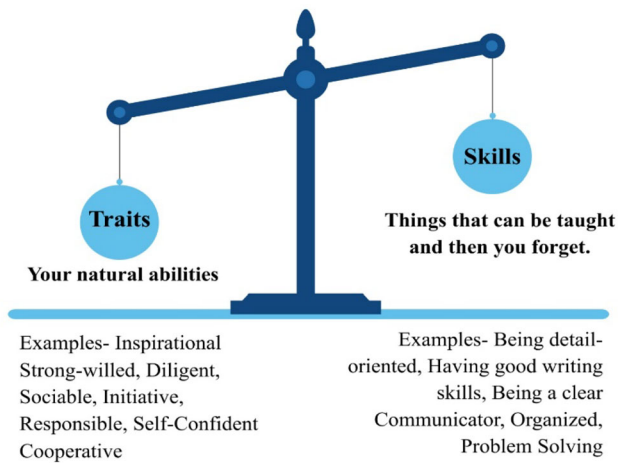 Traits
Your natural abilities
Skills
Things that can be taught
and then you forget.
Examples- Inspirational
Strong-willed, Diligent,
Sociable, Initiative,
Responsible, Self-Confident
Cooperative
Examples- Being detail-
oriented, Having good writing
skills, Being a clear
Communicator, Organized,
Problem Solving